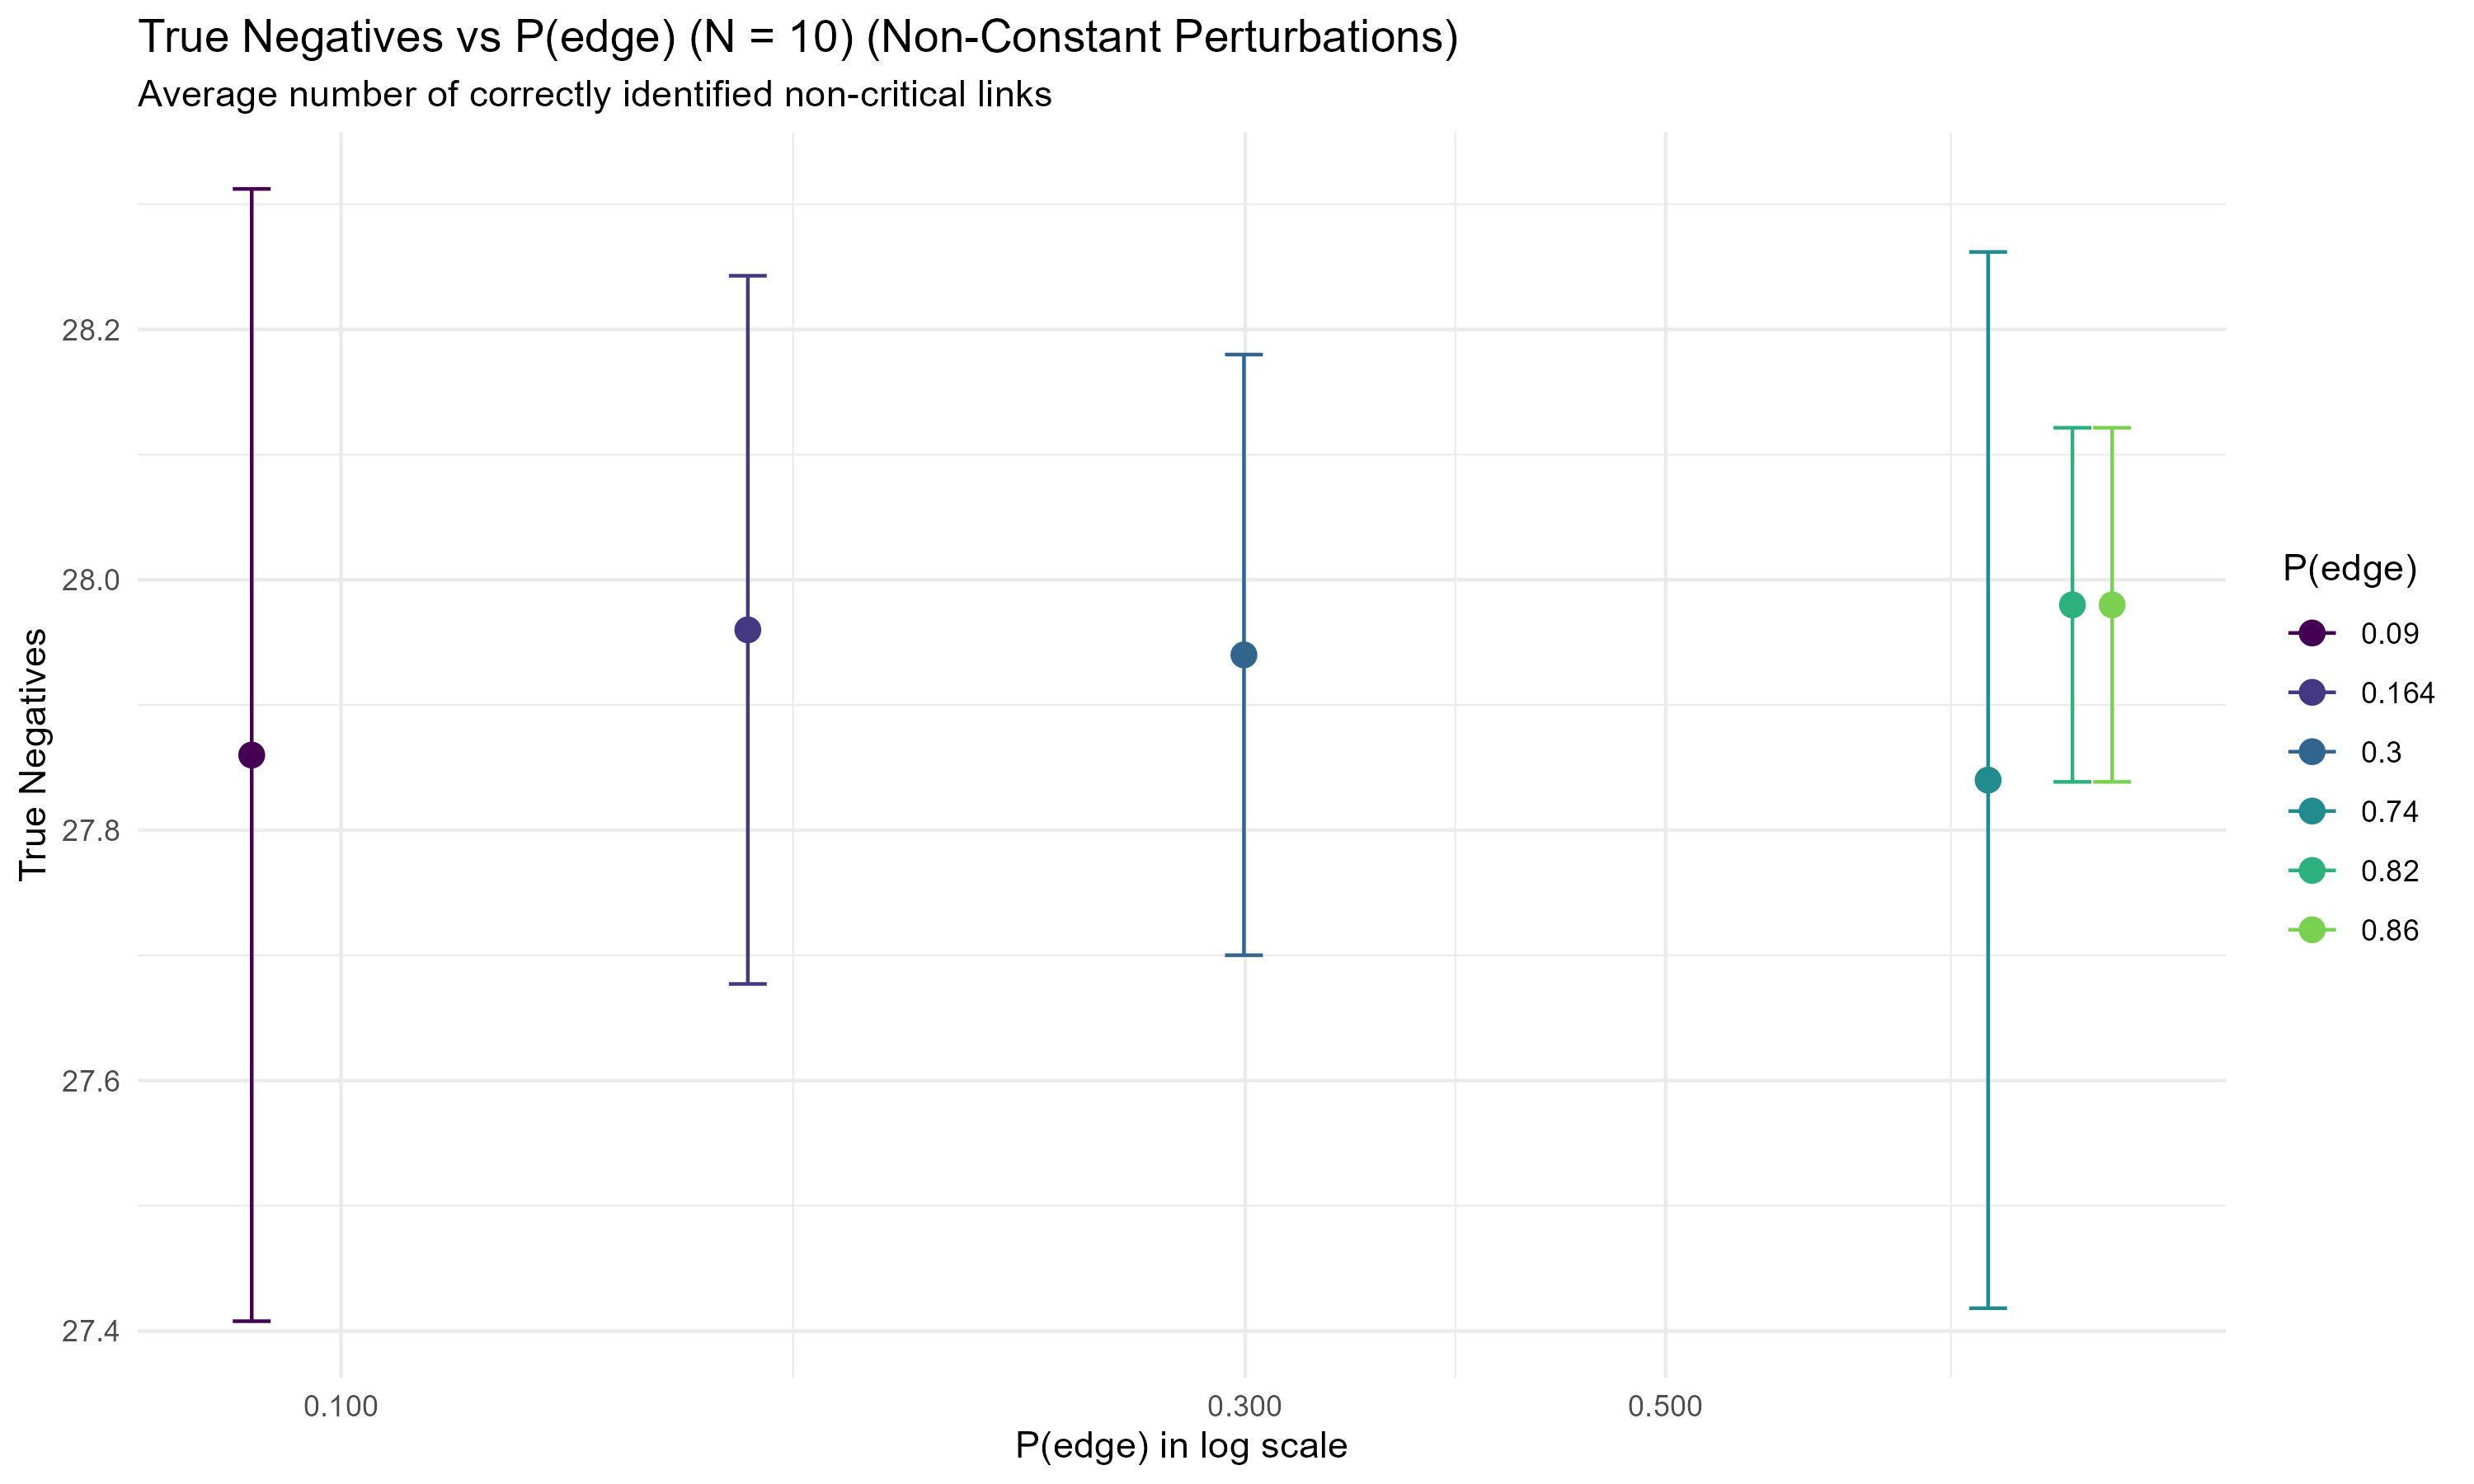 True Negatives vs P(edge) (N = 10) (Non-Constant Perturbations)
Average number of correctly identified non-critical links
True Negatives
28.2
28.0
27.8
27.6
27.4
0.100
0.300
0.500
P(edge) in log scale
P(edge)
0.09
0.164
0.3
0.74
0.82
0.86